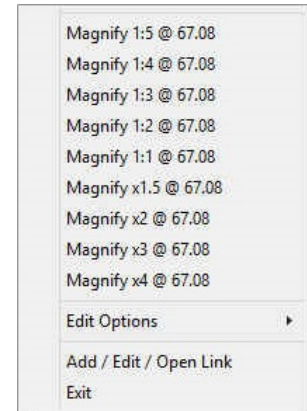 Magnify 1:5 @ 67.08
Magnify 1:4 @ 67.08
Magnify 1:3 @ 67.08
Magnify 1:2 @ 67.08
Magnify 1:1 @ 67.08
Magnify x1.5 @ 67.08
Magnify x2 @ 67.08
Magnify x3 @ 67.08
Magnify x4 @ 67.08
Edit Options
Add / Edit / Open Link
Exit